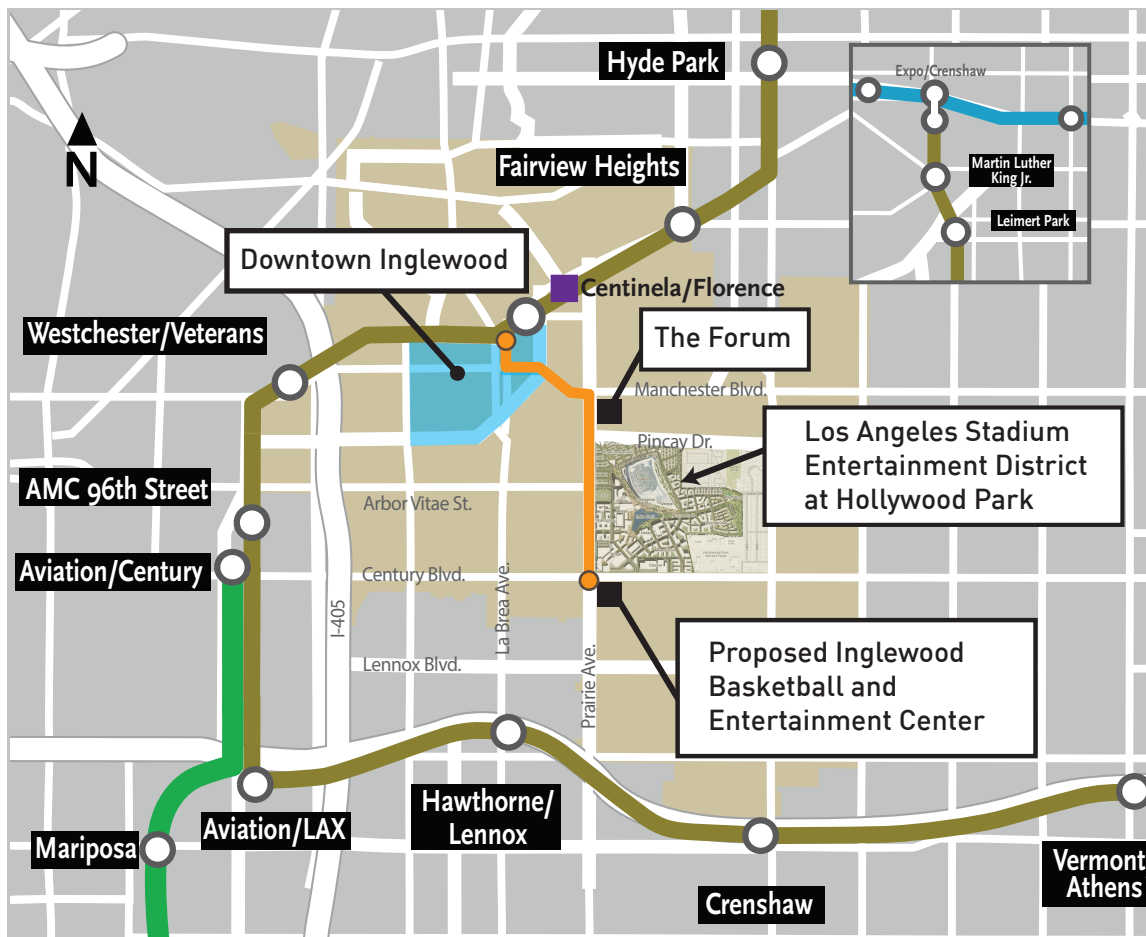 Hyde Park
Expo/Crenshaw
N
Fairview Heights
Martin Luther
King Jr.
Leimert Park
Downtown Inglewood
Centinela/Florence
Westchester/Veterans
The Forum
Manchester Blvd.
Pincay Dr.
Los Angeles Stadium
Entertainment District
at Hollywood Park
AMC 96th Street
Arbor Vitae St.
Aviation/Century
Century Blvd.
I-405
La Brea Ave.
Prairie Ave.
Lennox Blvd.
Proposed Inglewood
Basketball and
Entertainment Center
Hawthorne/
Lennox
Aviation/LAX
Mariposa
Crenshaw
Vermont
Athens